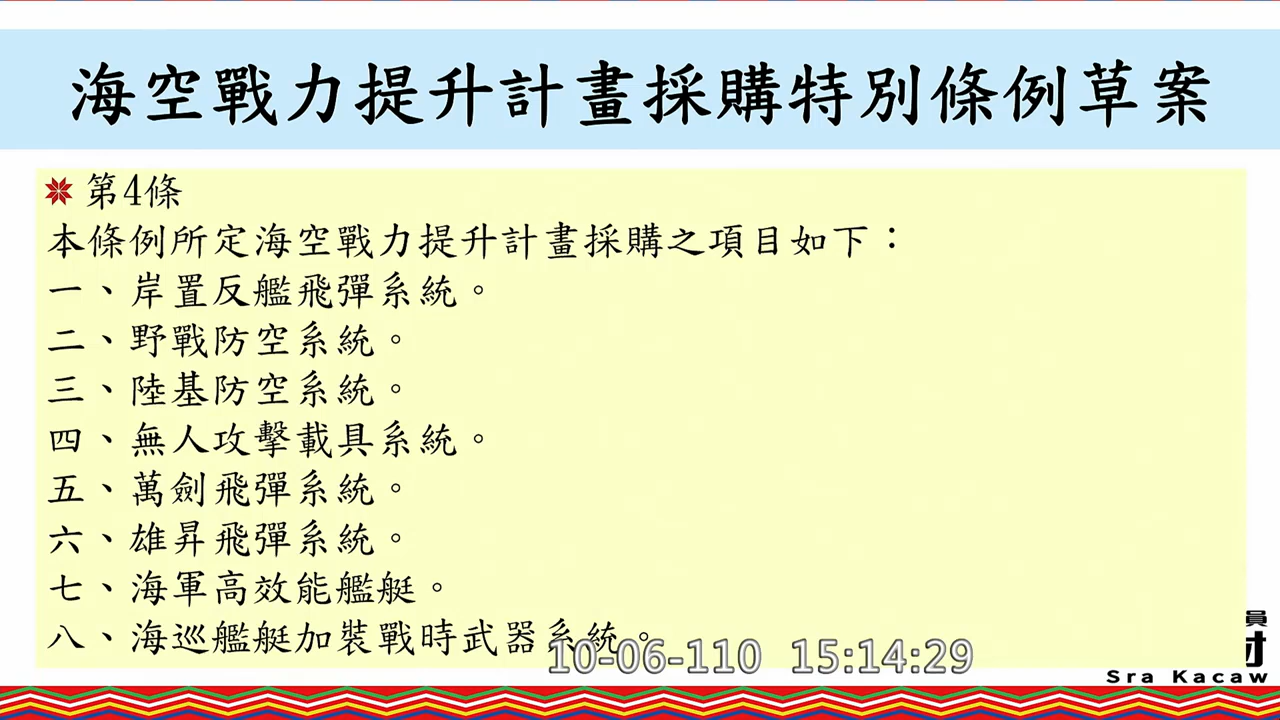 海空戰力提升計畫採購特別條例草案
第4條
本條例所定海空戰力提升計畫採購之項目如下：
一、岸置反艦飛彈系統。
二、野戰防空系統。
三、陸基防空系統。
四、無人攻擊載具系統。
五、萬劍飛彈系統。
六、雄昇飛彈系統。
七、海軍高效能艦艇。
八、海巡艦艇加裝戰時武器系統。
10-06-110 15:14:29
員
Sra Kacaw